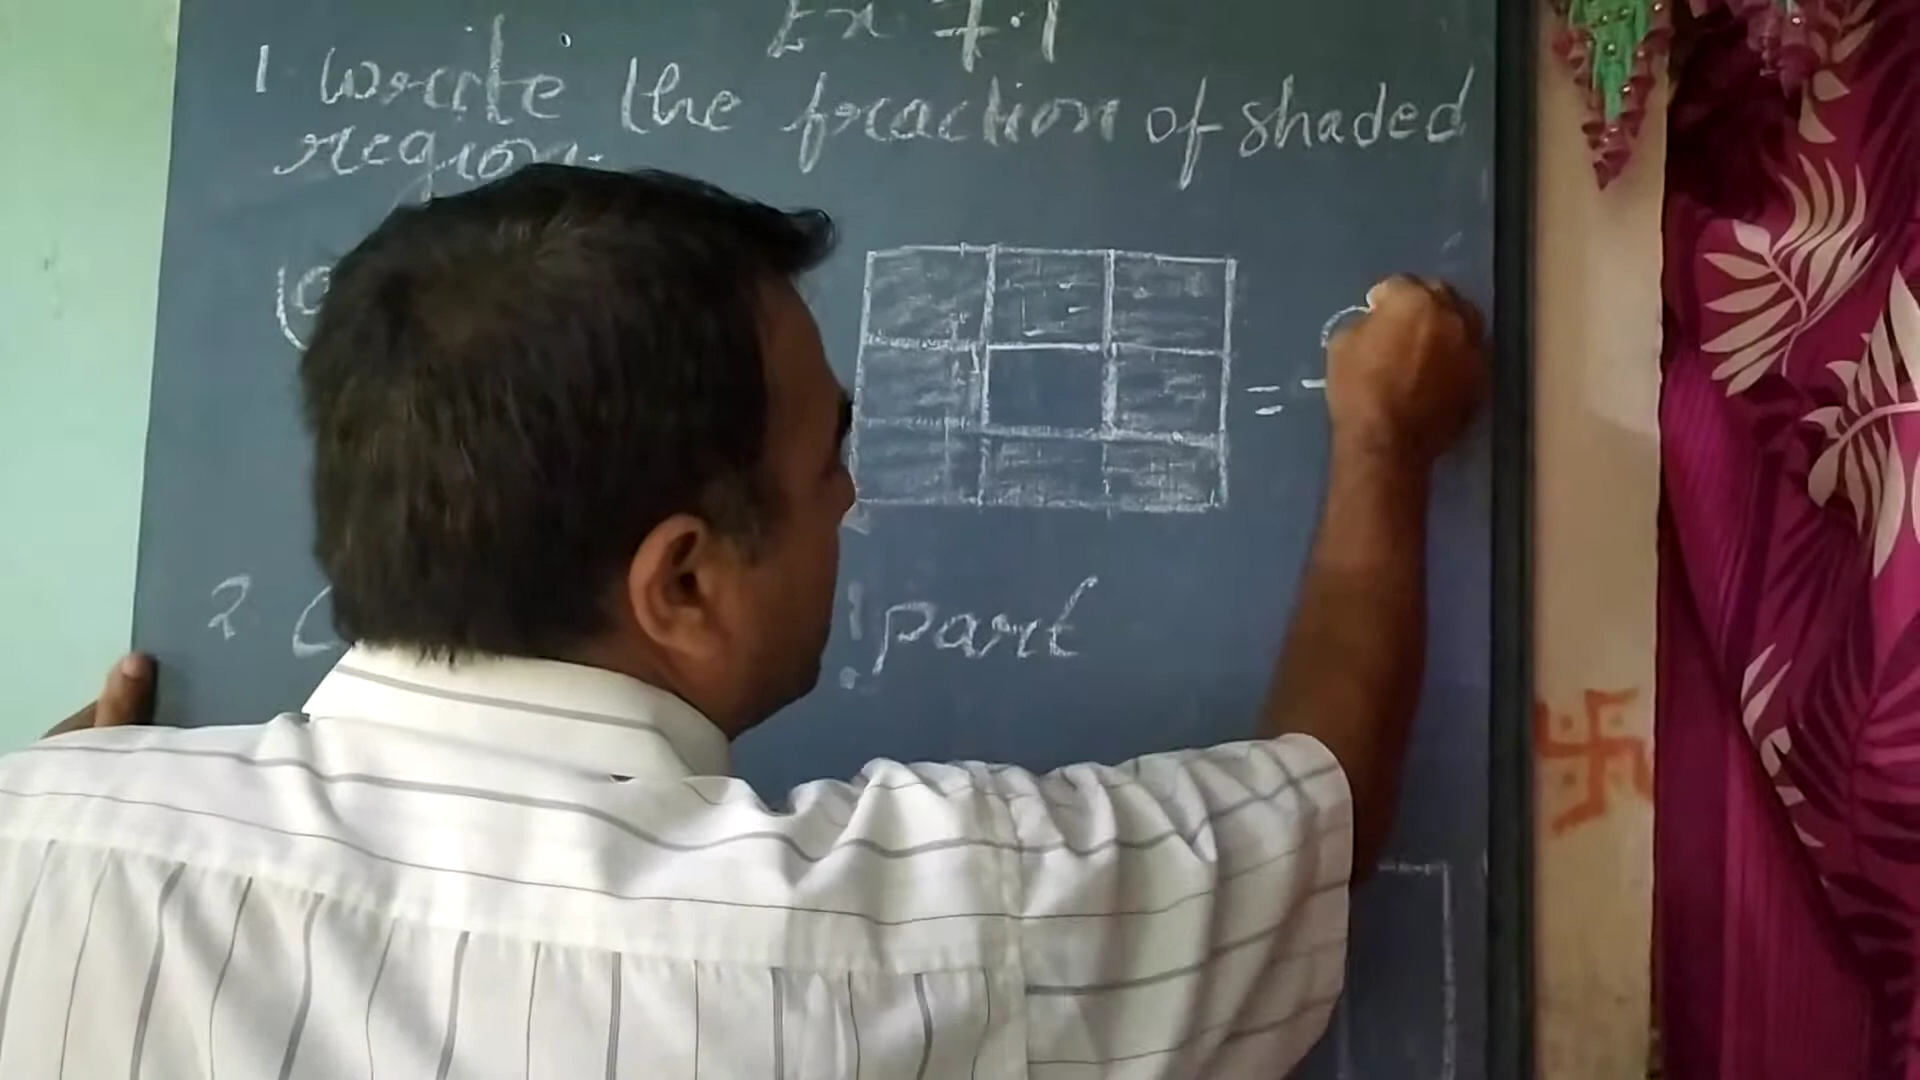 Ex 7.1
1. Write the fraction of shaded
region.
= -
2. part